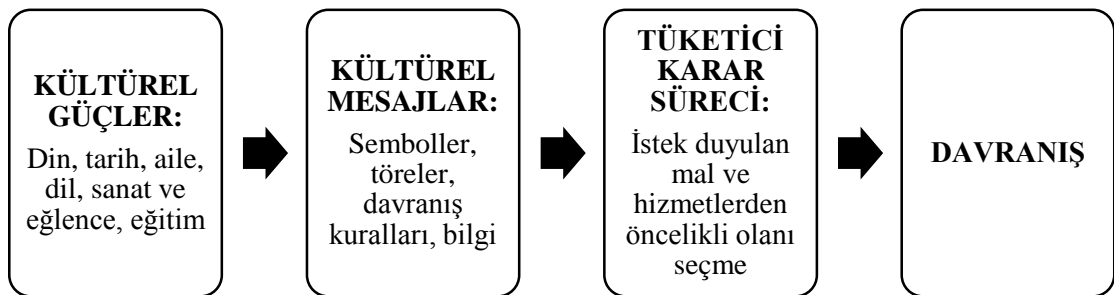 KÜLTÜREL
GÜÇLER:
Din, tarih, aile,
dil, sanat ve
eğlence, eğitim
KÜLTÜREL
MESAJLAR:
Semboller,
töreler,
davranış
kuralları, bilgi
TÜKETİCİ
KARAR
SÜRECİ:
İstek duyulan
mal ve
hizmetlerden
öncelikli olanı
seçme
DAVRANIŞ